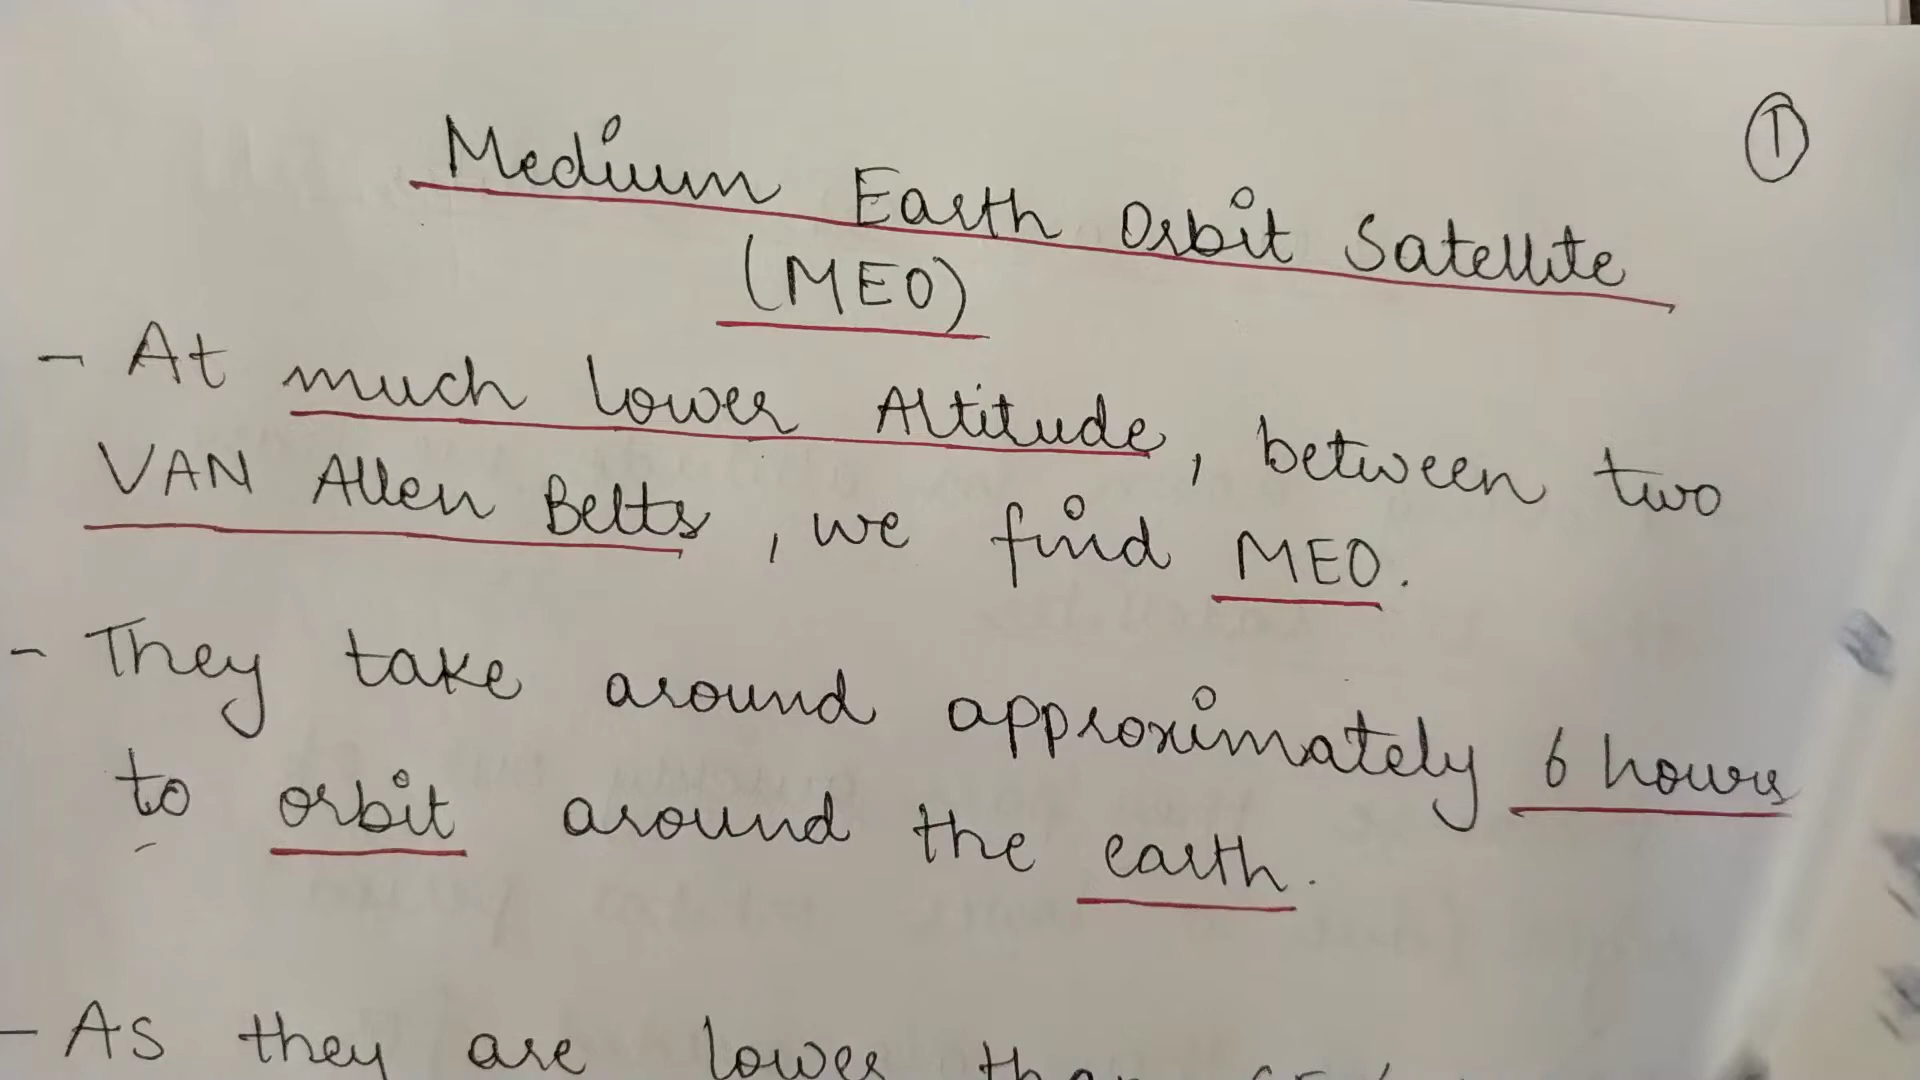 ①
Medium Earth Orbit Satellite
(MEO)
- At much lower Altitude, between two
VAN Allen Belts, we find MEO.
- They take around approximately 6 hours
to orbit around the earth.
- As they are lower than